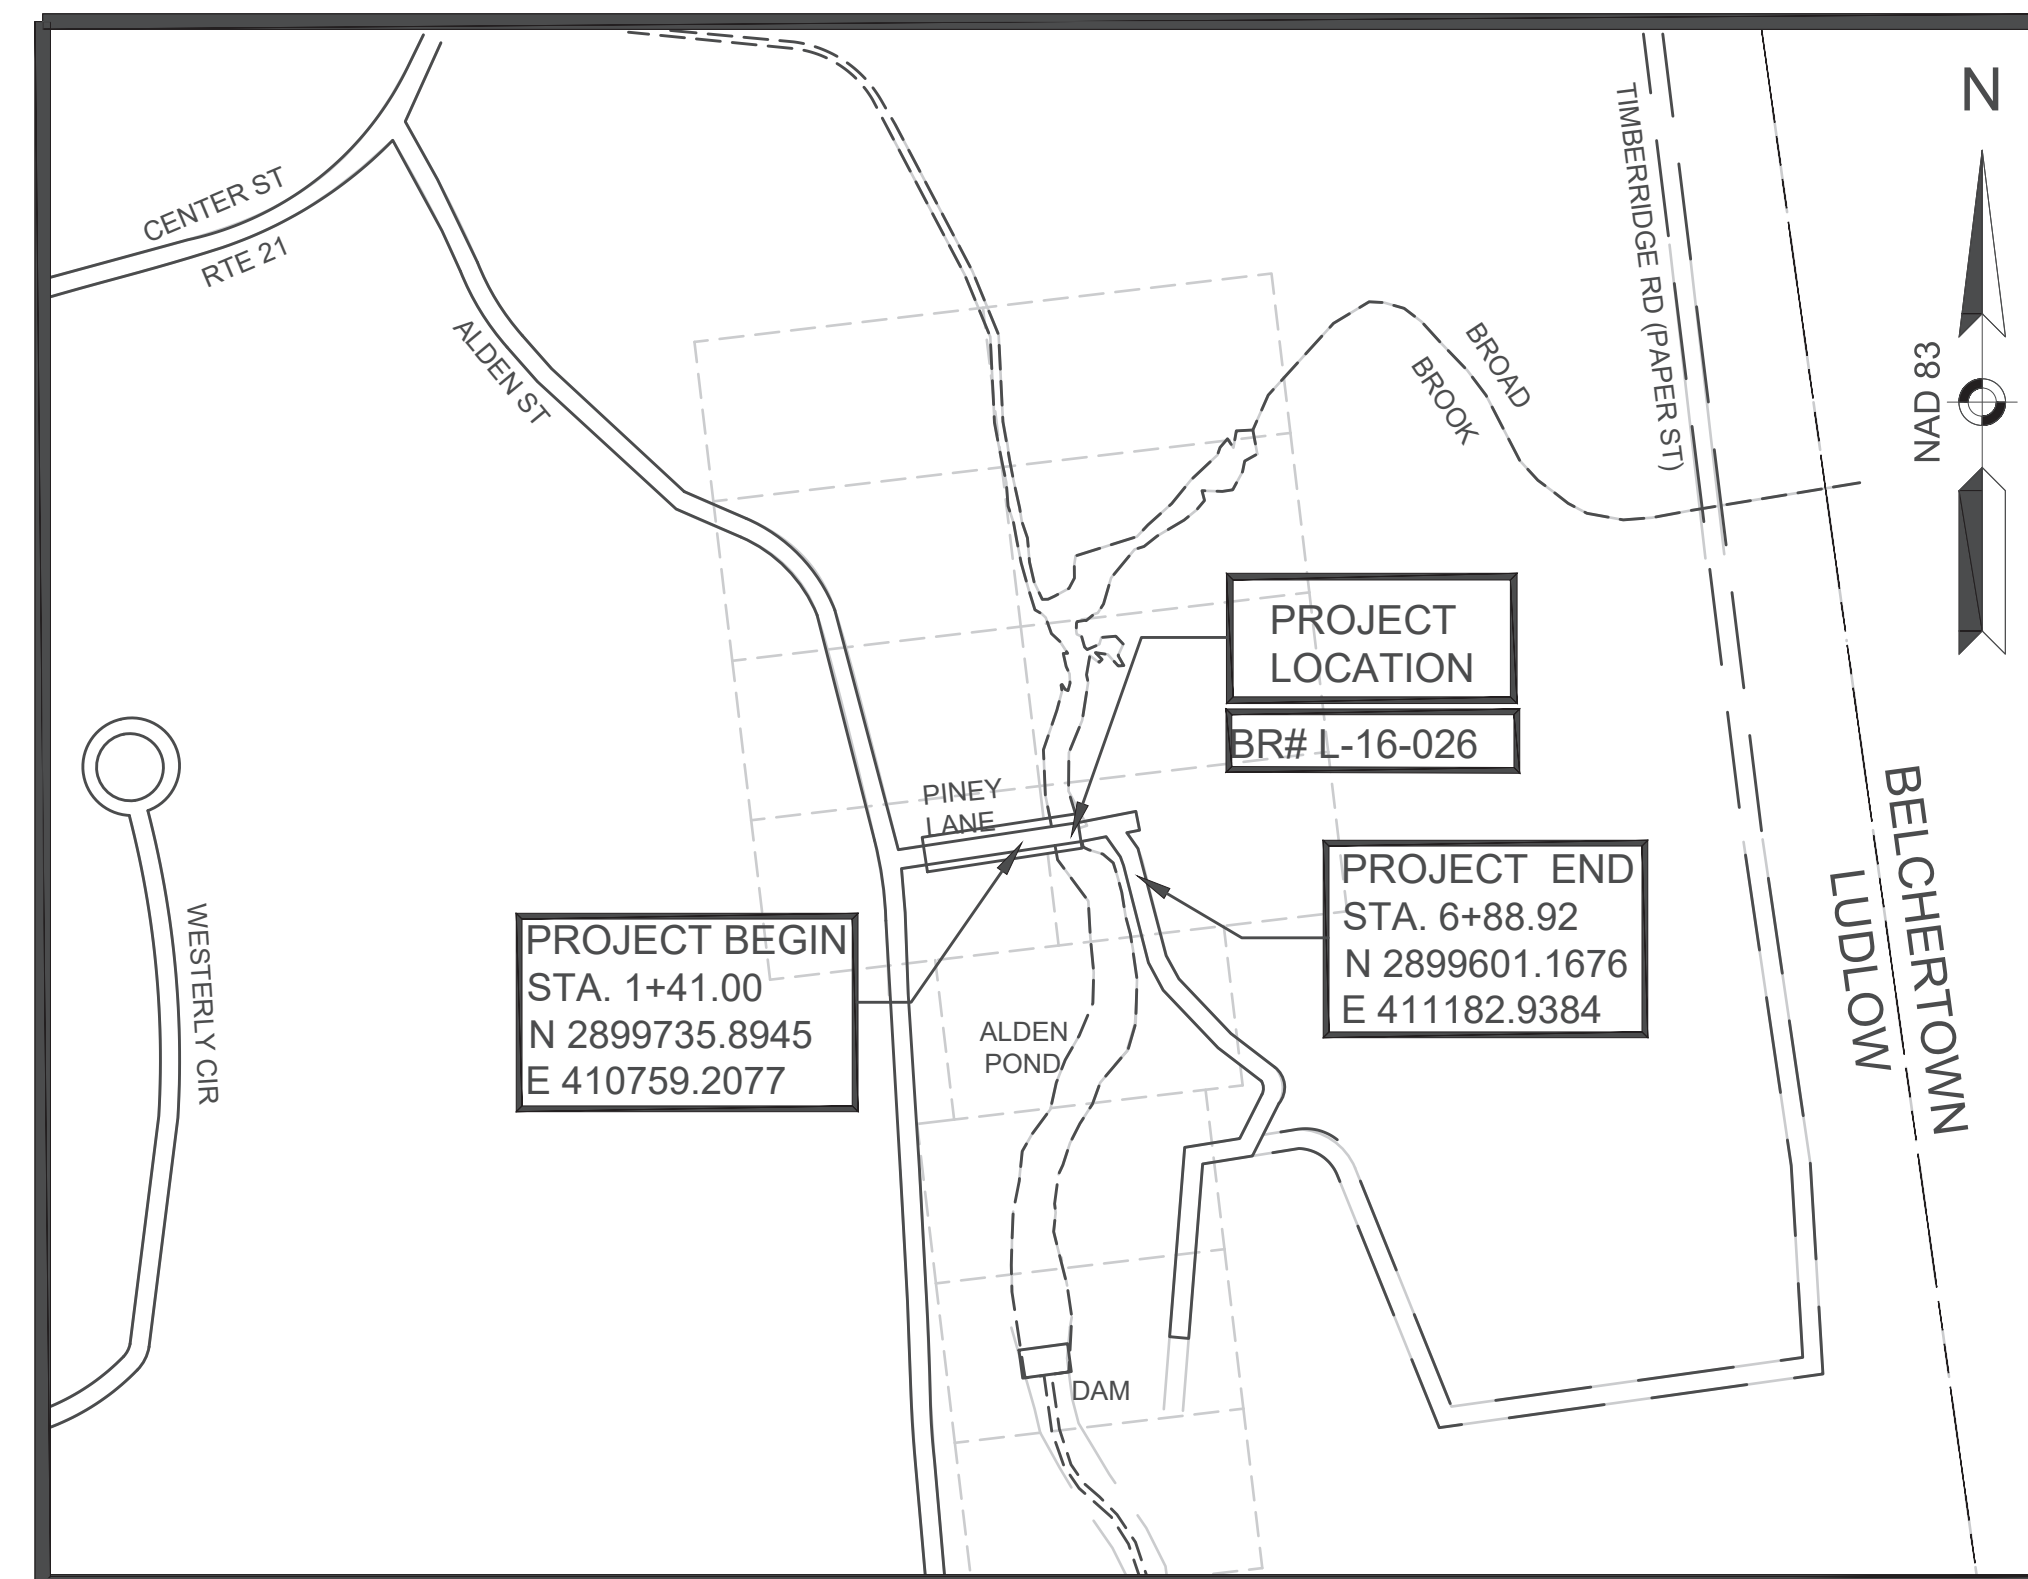 N
CENTER ST
RTE 21
ALDEN ST
TIMBERRIDGE RD (PAPER ST)
BROAD
BROOK
NAD 83
PROJECT
LOCATION
BR# L-16-026
PINEY
LANE
BELCHERTOWN
LUDLOW
PROJECT END
STA. 6+88.92
N 2899601.1676
E 411182.9384
PROJECT BEGIN
STA. 1+41.00
N 2899735.8945
E 410759.2077
WESTERLY CIR
ALDEN
POND
DAM